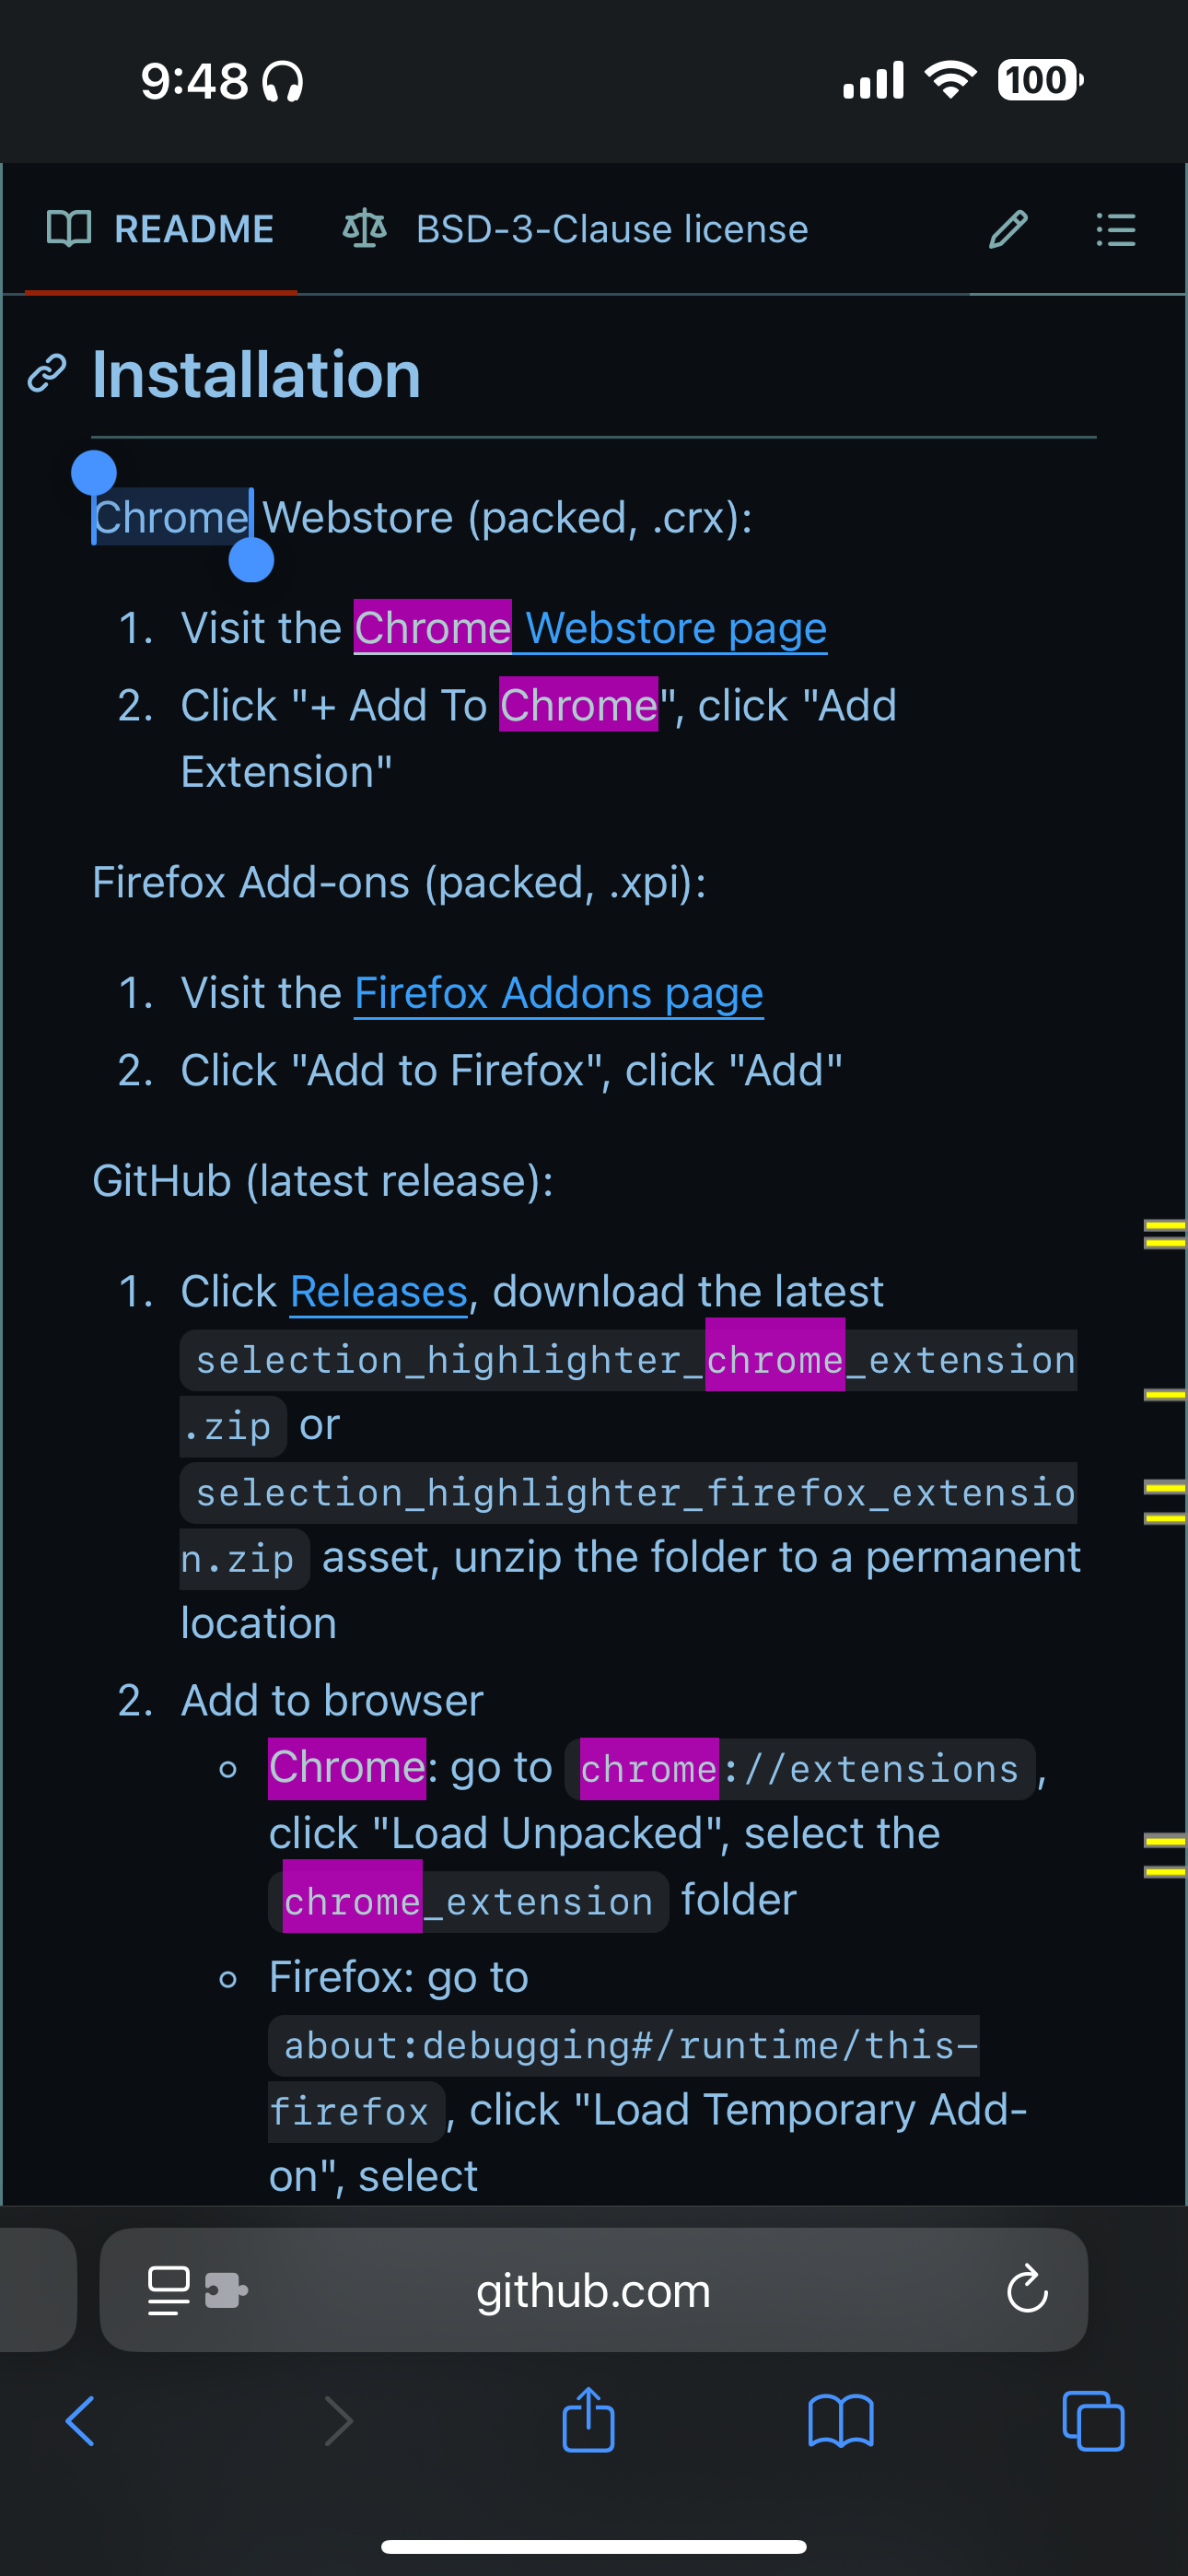 9:48
100
README
BSD-3-Clause license
Installation
Chrome Webstore (packed, .crx):
1. Visit the Chrome Webstore page
2. Click "+ Add To Chrome", click "Add
Extension"
Firefox Add-ons (packed, .xpi):
1. Visit the Firefox Addons page
2. Click "Add to Firefox", click "Add"
GitHub (latest release):
1. Click Releases, download the latest
selection_highlighter_chrome_extension
.zip or
selection_highlighter_firefox_extensio
n.zip asset, unzip the folder to a permanent
location
2. Add to browser
Chrome: go to chrome://extensions,
click "Load Unpacked", select the
chrome_extension folder
Firefox: go to
about:debugging#/runtime/this-
firefox, click "Load Temporary Add-
on", select
github.com